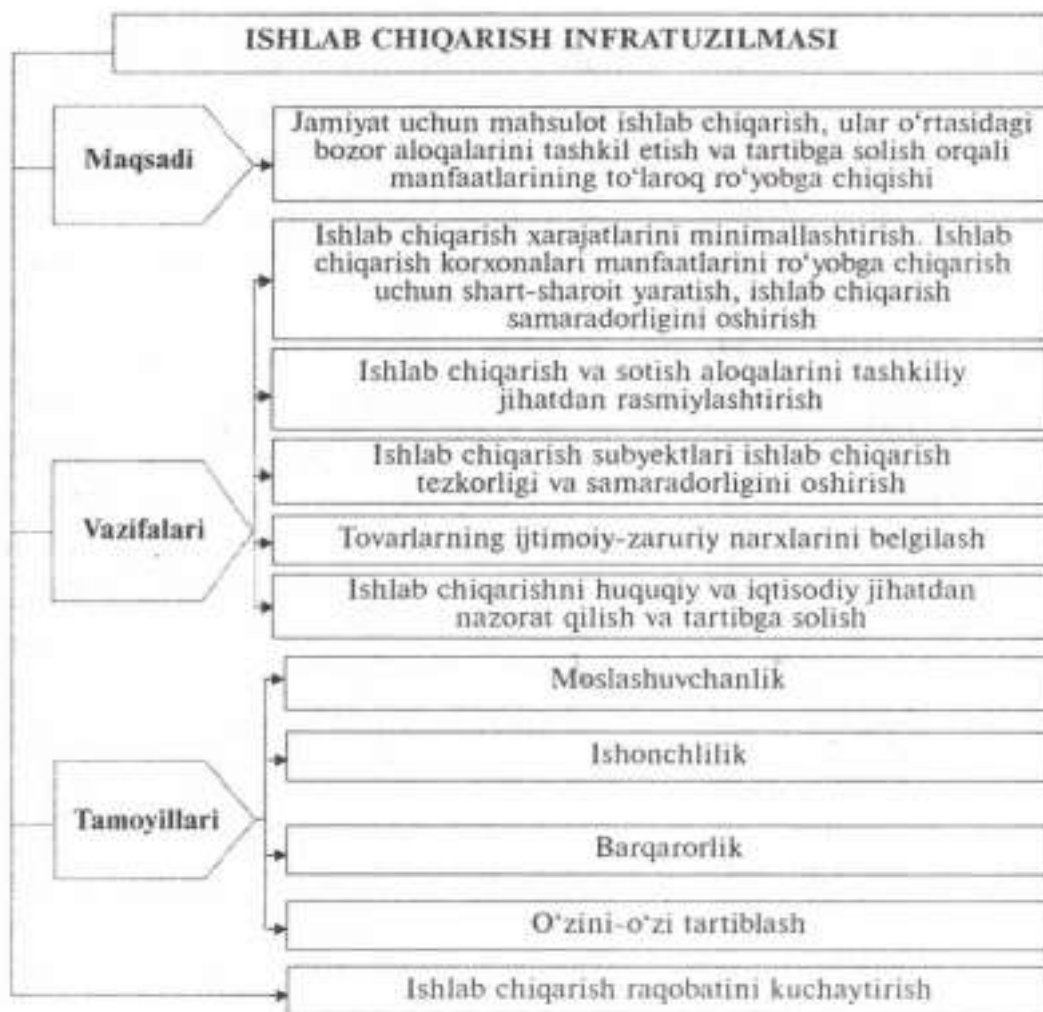 ISHLAB CHIQARISH INFRATUZILMASI
Maqsadi
Jamiyat uchun mahsulot ishlab chiqarish, ular o‘rtasidagi
bozor aloqalarini tashkil etish va tartibga solish orqali
manfaatlarining to‘laroq ro‘yobga chiqishi
Vazifalari
Ishlab chiqarish xarajatlarini minimallashtirish. Ishlab
chiqarish korxonalari manfaatlarini ro‘yobga chiqarish
uchun shart-sharoit yaratish, ishlab chiqarish
samaradorligini oshirish
Ishlab chiqarish va sotish aloqalarini tashkiliy
jihatdan rasmiylashtirish
Ishlab chiqarish subyektlari ishlab chiqarish
tezkorligi va samaradorligini oshirish
Tovarlarning ijtimoiy-zaruriy narxlarini belgilash
Ishlab chiqarishni huquqiy va iqtisodiy jihatdan
nazorat qilish va tartibga solish
Tamoyillari
Moslashuvchanlik
Ishonchlilik
Barqarorlik
O‘zini-o‘zi tartiblash
Ishlab chiqarish raqobatini kuchaytirish